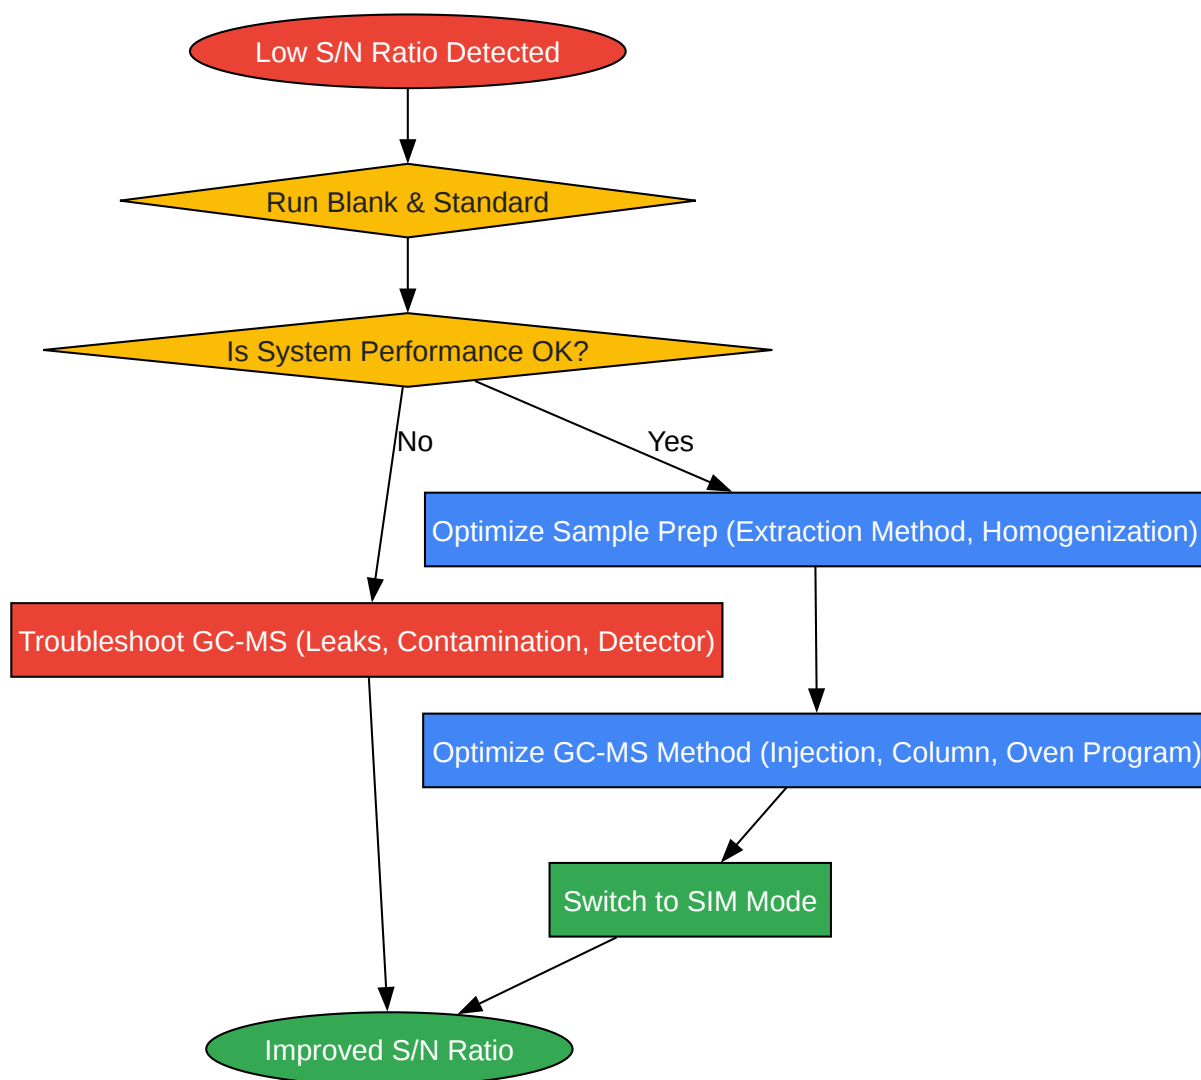 Low S/N Ratio Detected
Run Blank & Standard
Is System Performance OK?
No
Yes
Optimize Sample Prep (Extraction Method, Homogenization)
Troubleshoot GC-MS (Leaks, Contamination, Detector)
Optimize GC-MS Method (Injection, Column, Oven Program)
Switch to SIM Mode
Improved S/N Ratio